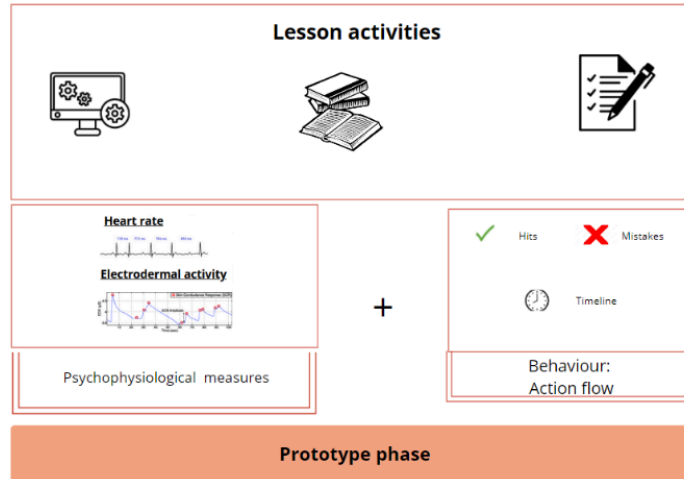 Lesson activities
Heart rate
Electrodermal activity
Hits
Mistakes
+
Timeline
Psychophysiological measures
Behaviour:
Action flow
Prototype phase